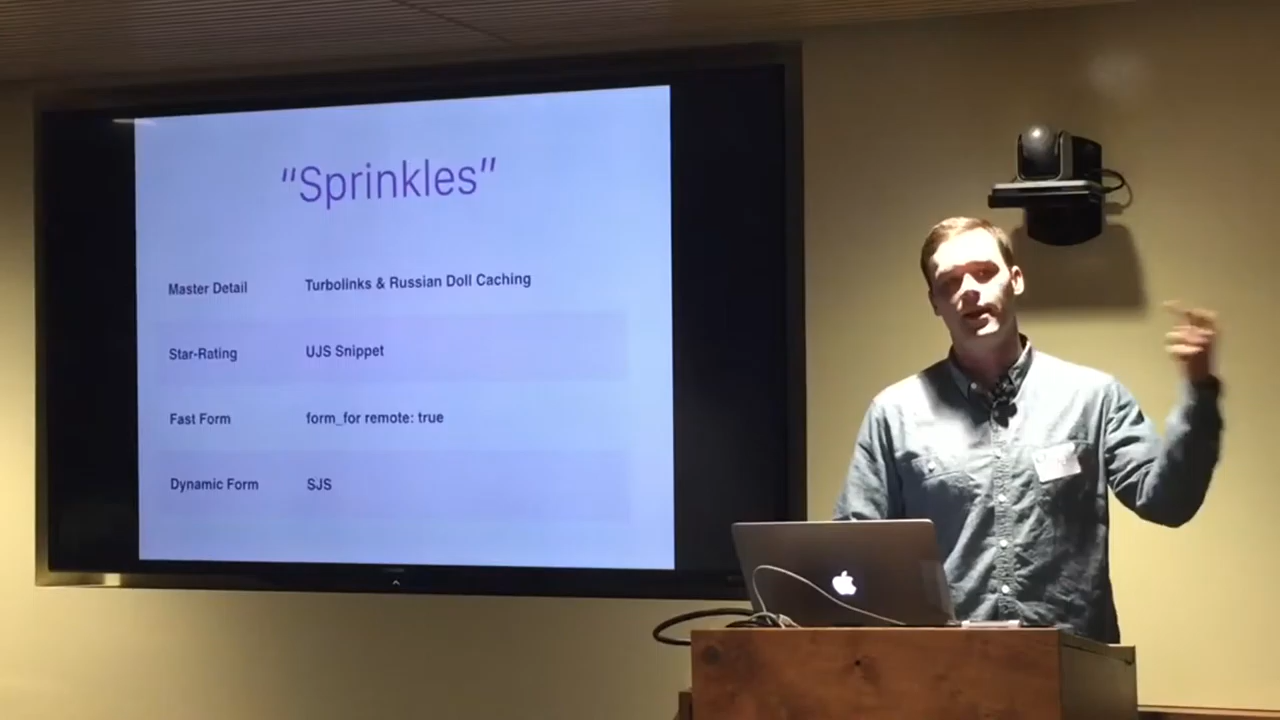 “Sprinkles”
Master Detail Turbolinks & Russian Doll Caching
Star-Rating UJS Snippet
Fast Form form_for remote: true
Dynamic Form SJS